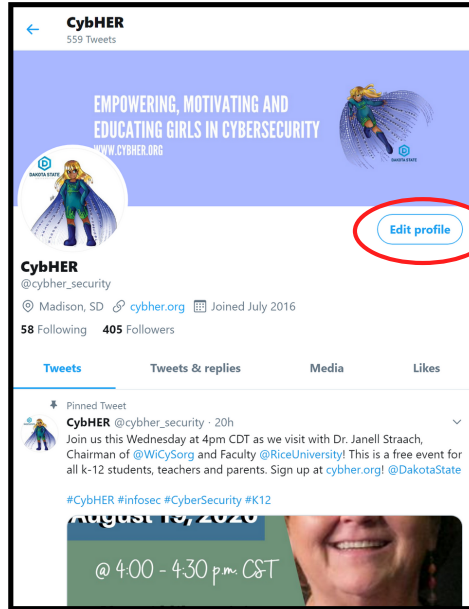 CybHER
559 Tweets
EMPOWERING, MOTIVATING AND
EDUCATING GIRLS IN CYBERSECURITY
WWW.CYBHER.ORG
DAKOTA STATE
DAKOTA STATE
Edit profile
CybHER
@cybher_security
Madison, SD cybher.org Joined July 2016
58 Following 405 Followers
Tweets Tweets & replies Media Likes
Pinned Tweet
CybHER @cybher_security · 20h
Join us this Wednesday at 4pm CDT as we visit with Dr. Janell Straach,
Chairman of @WiCySorg and Faculty @RiceUniversity! This is a free event for
all k-12 students, teachers and parents. Sign up at cybher.org! @DakotaState
#CybHER #infosec #CyberSecurity #K12
August 19, 2020
@ 4:00 - 4:30 p.m. CST